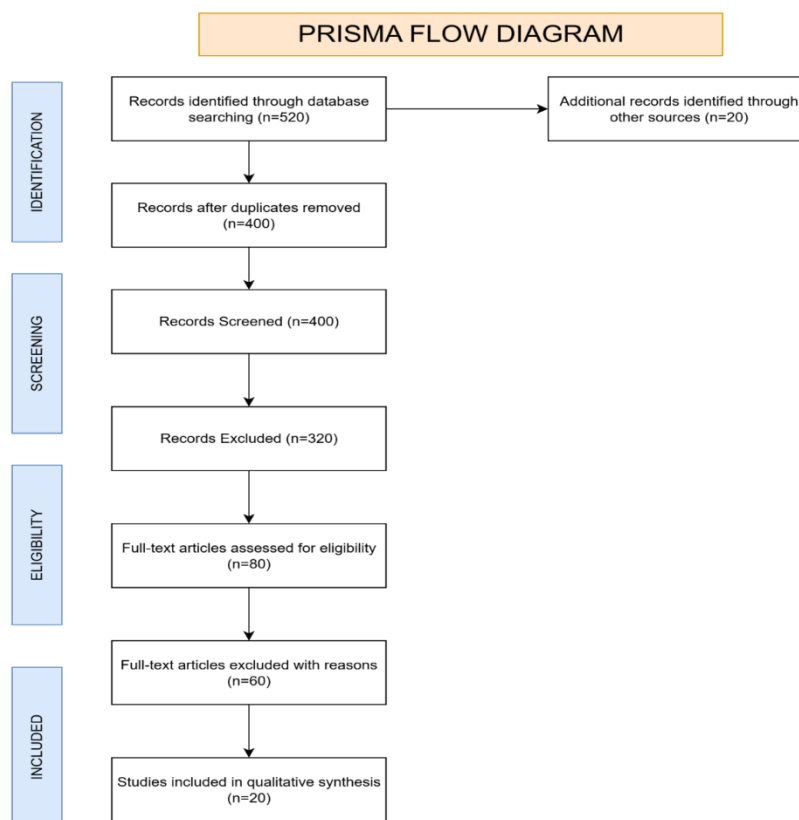 PRISMA FLOW DIAGRAM
IDENTIFICATION
Records identified through database
searching (n=520)
Additional records identified through
other sources (n=20)
Records after duplicates removed
(n=400)
SCREENING
Records Screened (n=400)
Records Excluded (n=320)
ELIGIBILITY
Full-text articles assessed for eligibility
(n=80)
Full-text articles excluded with reasons
(n=60)
INCLUDED
Studies included in qualitative synthesis
(n=20)